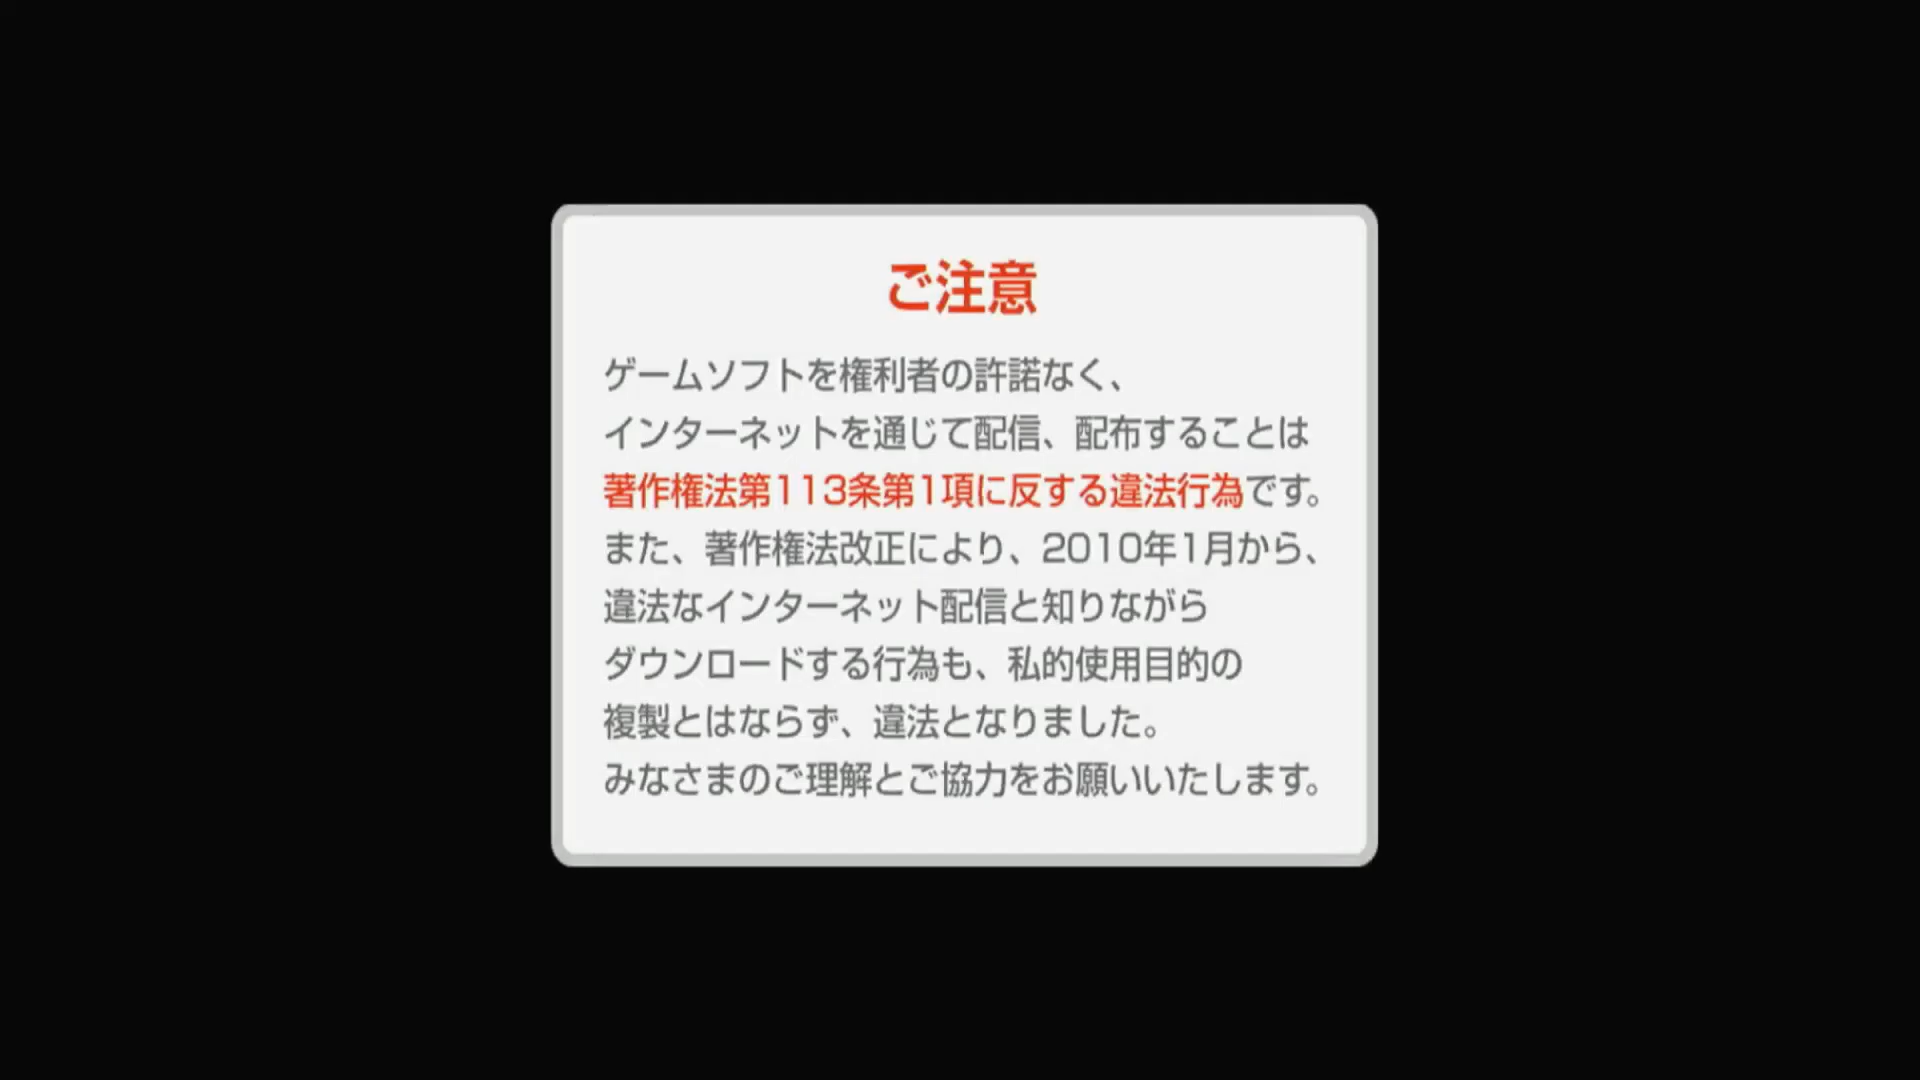 ご注意
ゲームソフトを権利者の許諾なく、
インターネットを通じて配信、配布することは
著作権法第113条第1項に反する違法行為です。
また、著作権法改正により、2010年1月から、
違法なインターネット配信と知りながら
ダウンロードする行為も、私的使用目的の
複製とはならず、違法となりました。
みなさまのご理解とご協力をお願いいたします。